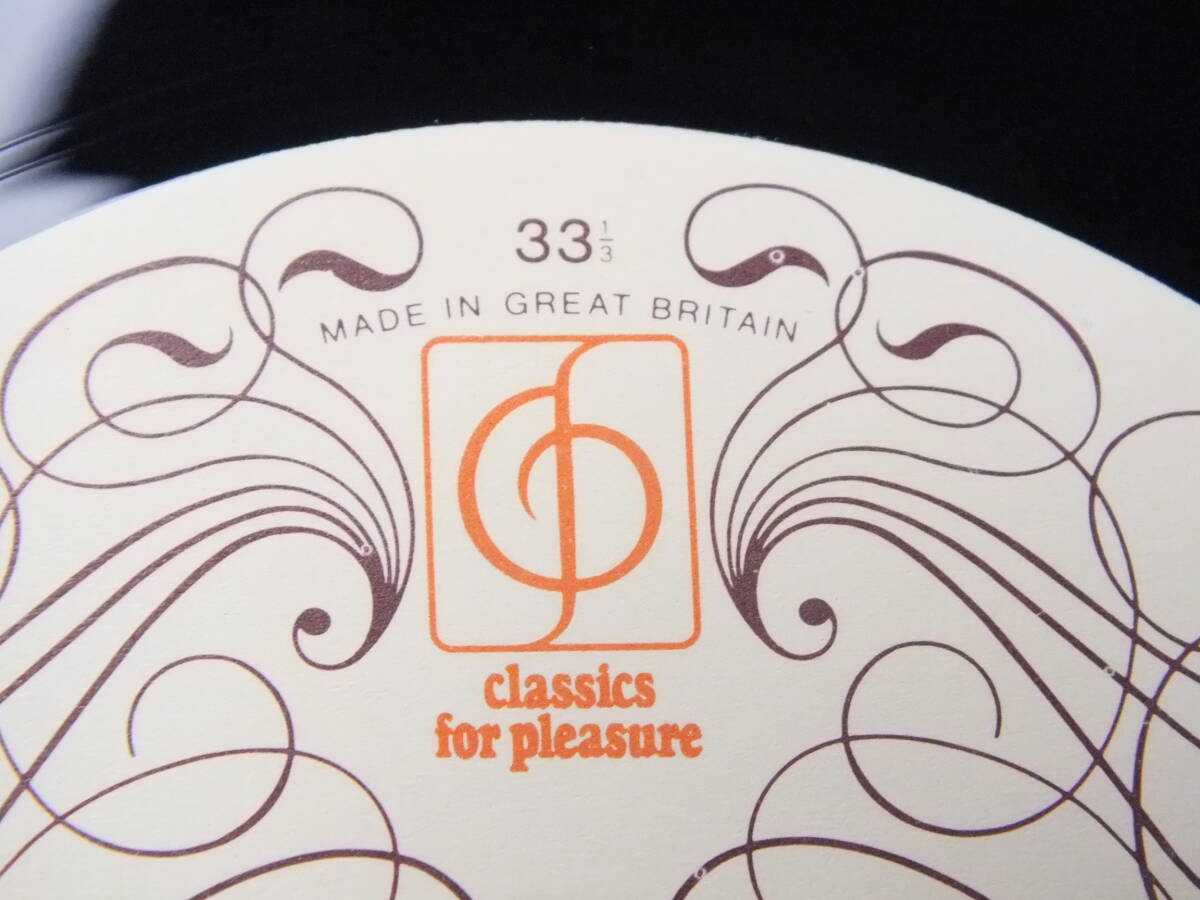 33⅓
MADE IN GREAT BRITAIN
classics
for pleasure